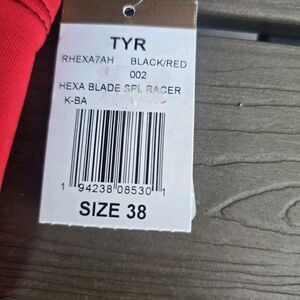 TYR
RHEXA7AH BLACK/RED
002
HEXA BLADE SPL RACER
K-BA
1 94238 08530 1
SIZE 38